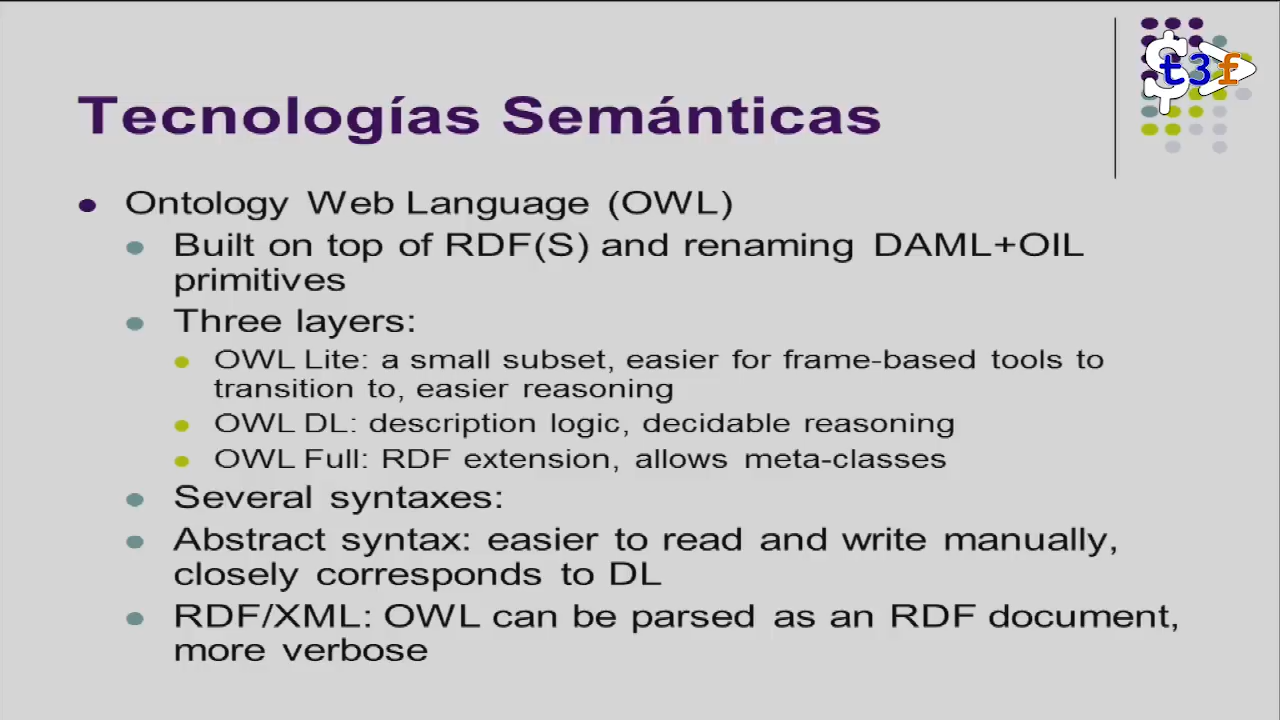 t3f
Tecnologías Semánticas
Ontology Web Language (OWL)
Built on top of RDF(S) and renaming DAML+OIL
primitives
Three layers:
OWL Lite: a small subset, easier for frame-based tools to
transition to, easier reasoning
OWL DL: description logic, decidable reasoning
OWL Full: RDF extension, allows meta-classes
Several syntaxes:
Abstract syntax: easier to read and write manually,
closely corresponds to DL
RDF/XML: OWL can be parsed as an RDF document,
more verbose